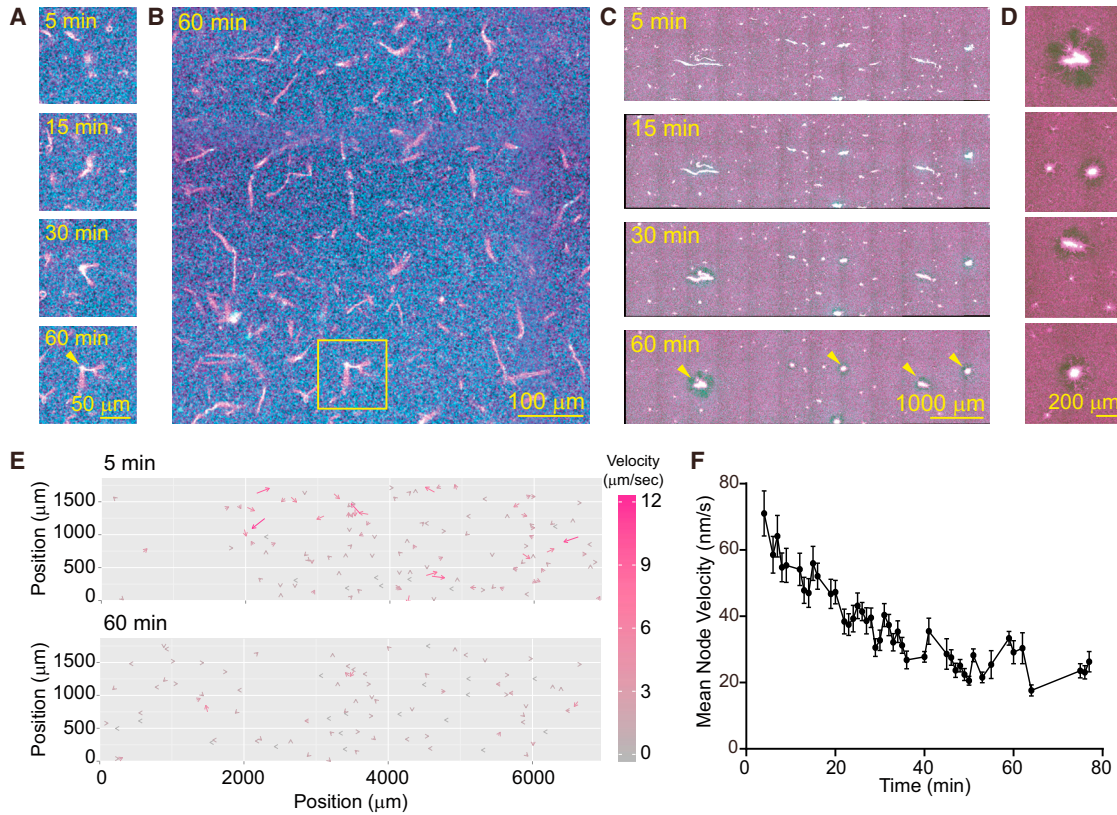 A
5 min
15 min
30 min
60 min
50 μm
B
60 min
100 μm
C
5 min
15 min
30 min
60 min
1000 μm
D
200 μm
E
5 min
Position (μm)
1500
1000
500
0
60 min
Position (μm)
1500
1000
500
0
0 2000 4000 6000
Position (μm)
Velocity
(μm/sec)
12
9
6
3
0
F
Mean Node Velocity (nm/s)
80
60
40
20
0
0 20 40 60 80
Time (min)